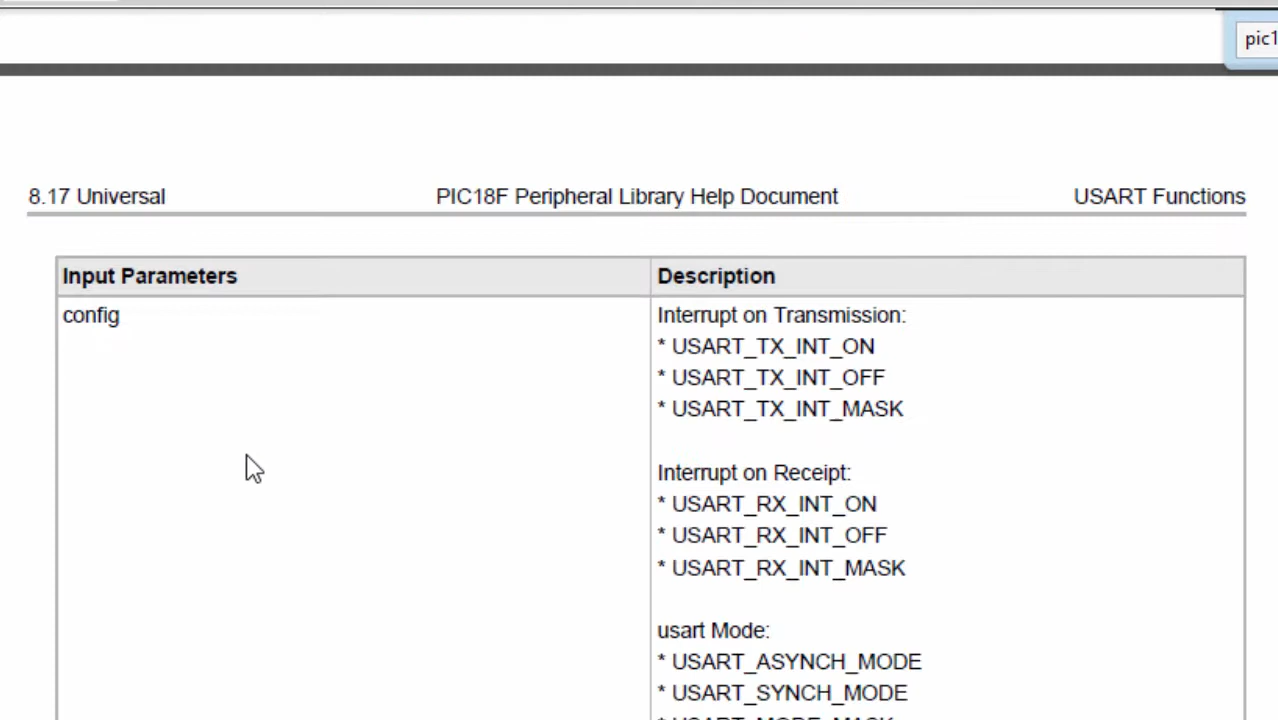 pic1
8.17 Universal PIC18F Peripheral Library Help Document USART Functions
Input Parameters Description
config Interrupt on Transmission:
* USART_TX_INT_ON
* USART_TX_INT_OFF
* USART_TX_INT_MASK
Interrupt on Receipt:
* USART_RX_INT_ON
* USART_RX_INT_OFF
* USART_RX_INT_MASK
usart Mode:
* USART_ASYNCH_MODE
* USART_SYNCH_MODE
* USART_MODE_MASK